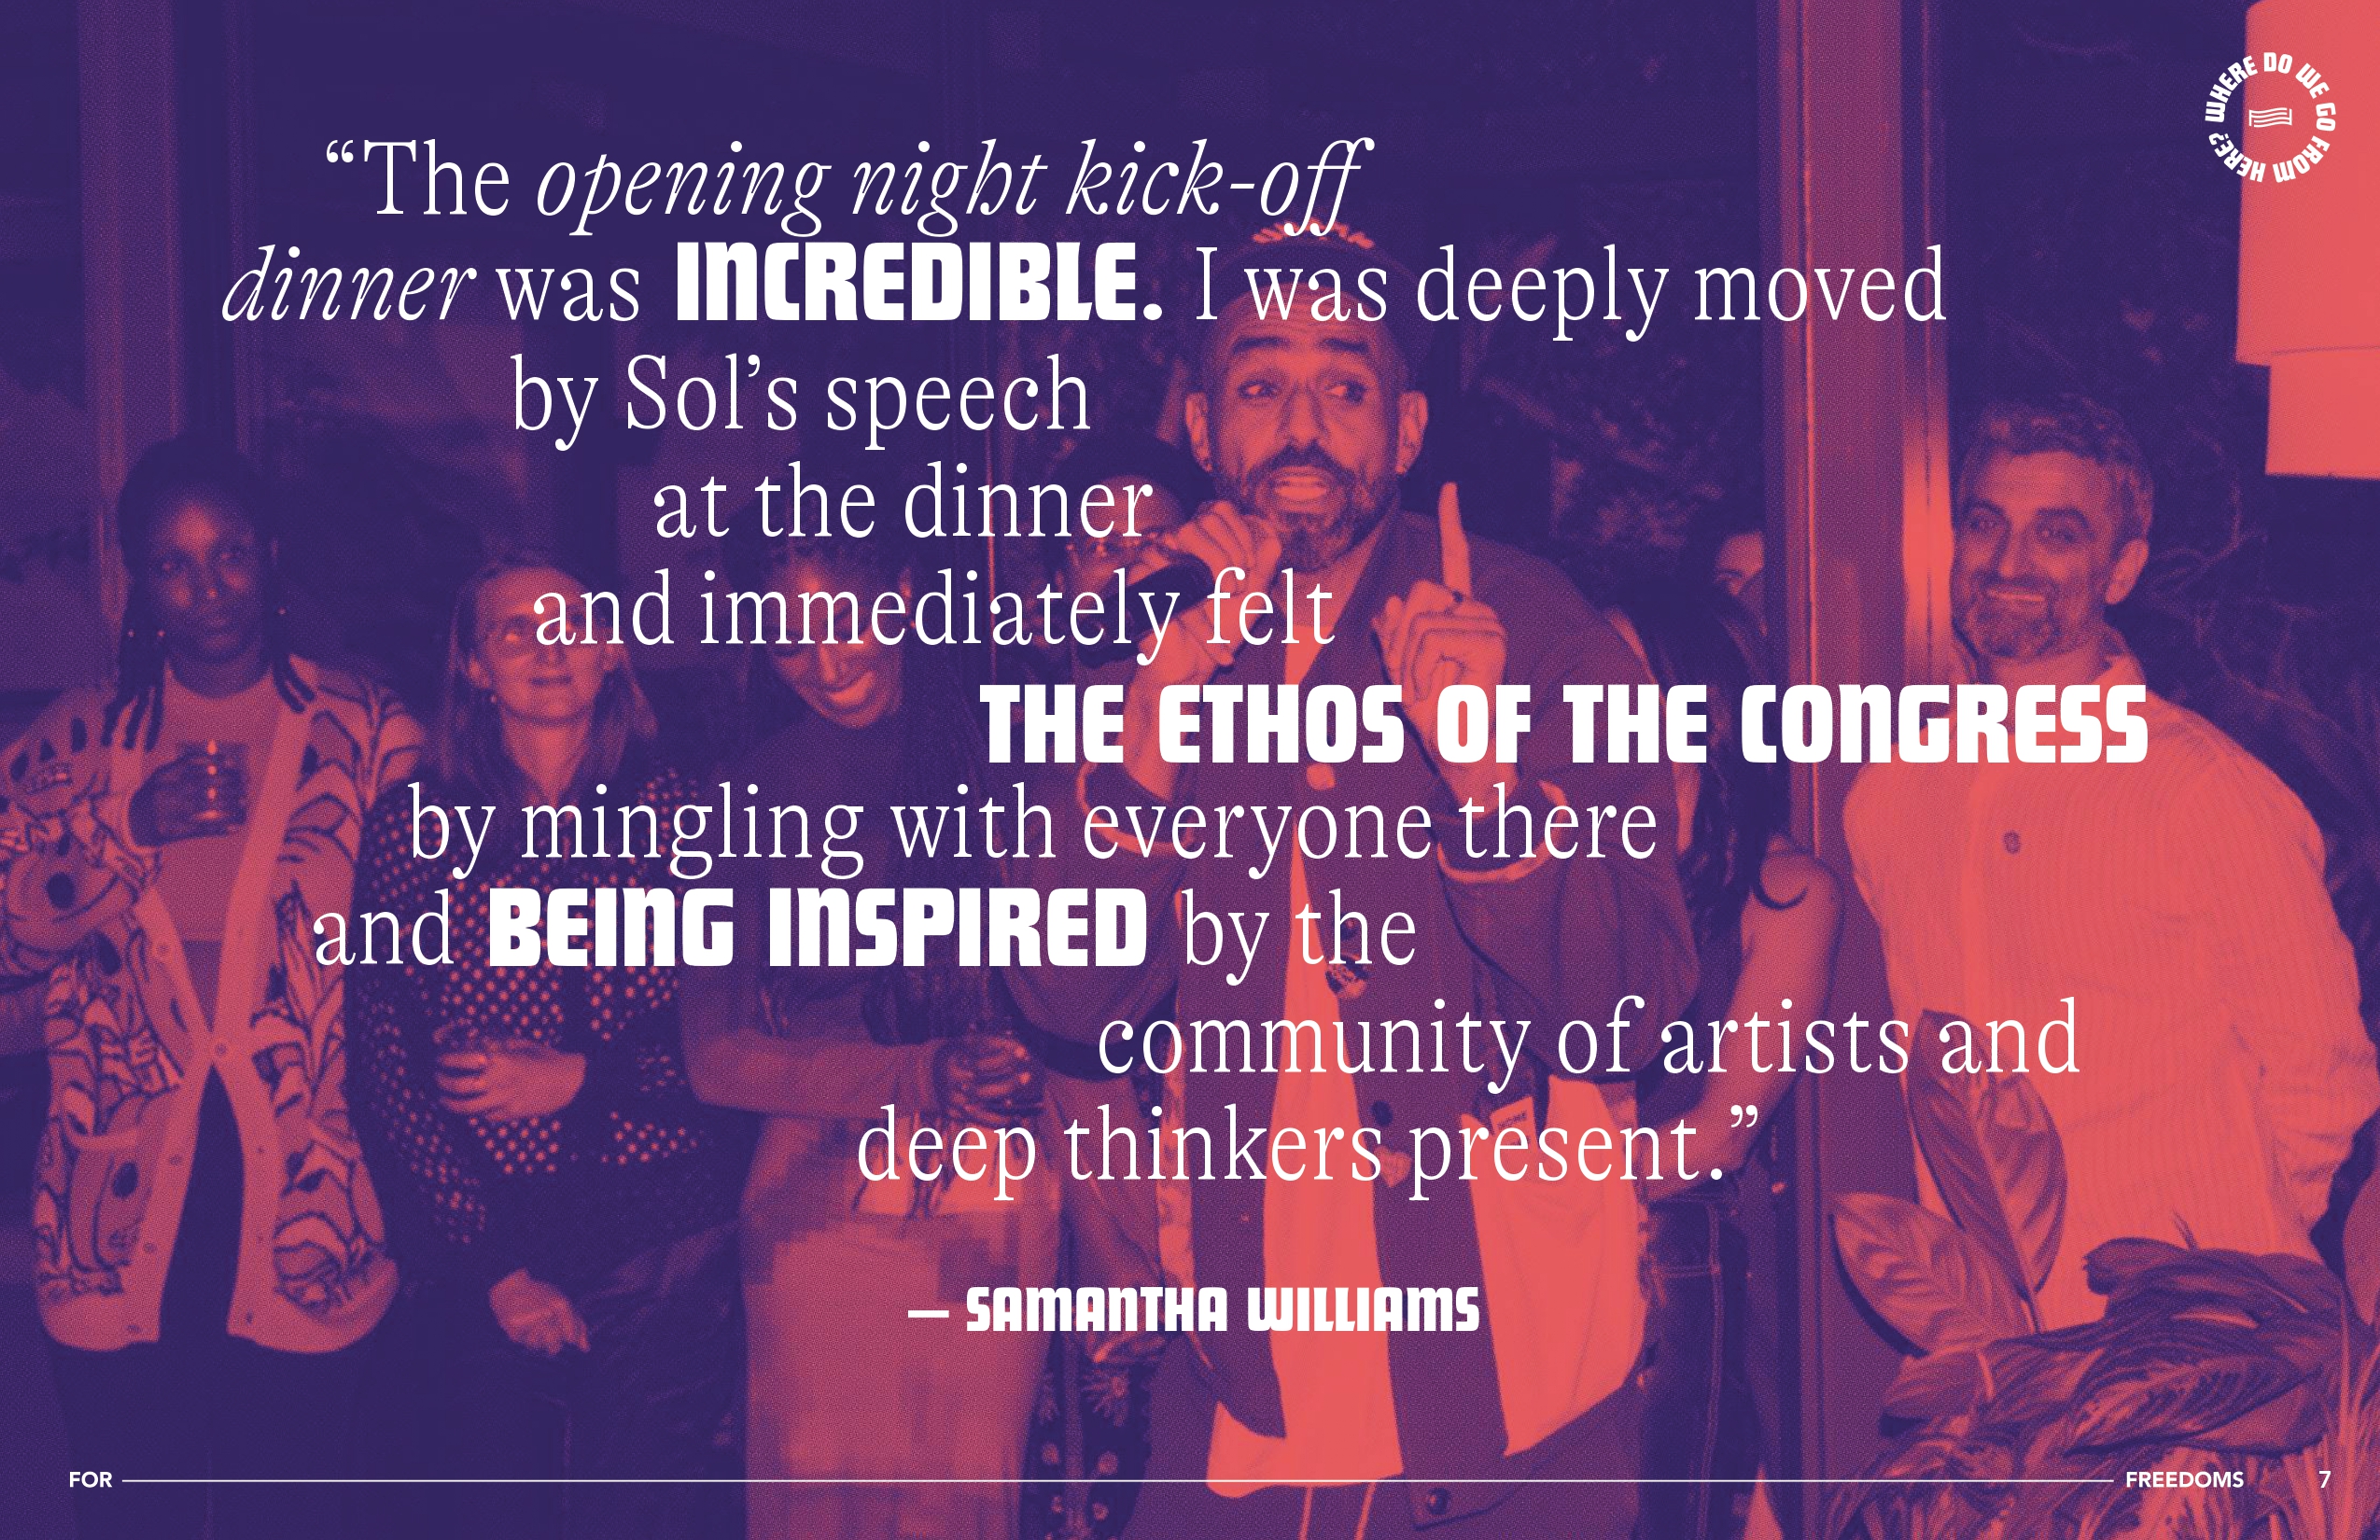 WHERE DO WE GO FROM HERE?
“The opening night kick-off
dinner was INCREDIBLE. I was deeply moved
by Sol’s speech
at the dinner
and immediately felt
THE ETHOS OF THE CONGRESS
by mingling with everyone there
and BEING INSPIRED by the
community of artists and
deep thinkers present.”
— SAMANTHA WILLIAMS
FOR FREEDOMS 7